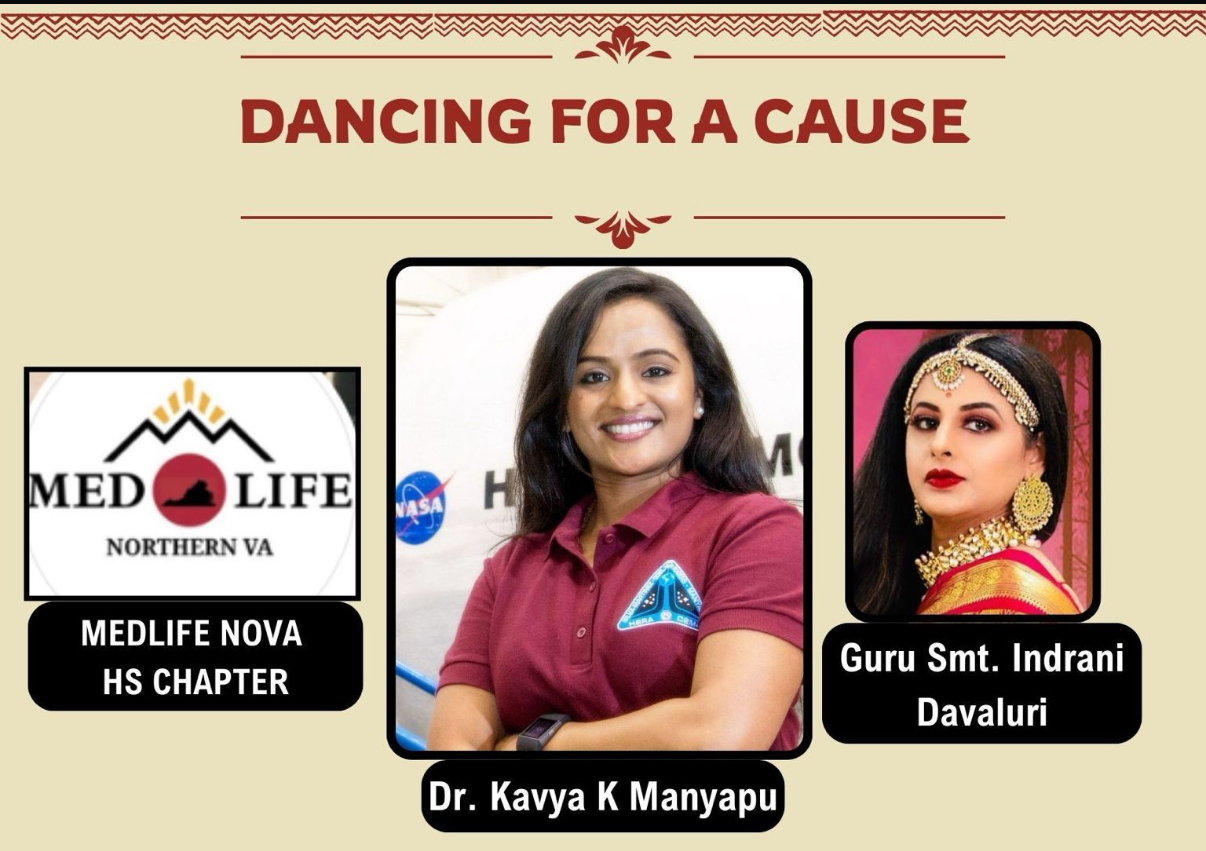 DANCING FOR A CAUSE
MED LIFE
NORTHERN VA
MEDLIFE NOVA
HS CHAPTER
NASA
H
MO
HERA
Dr. Kavya K Manyapu
Guru Smt. Indrani
Davaluri